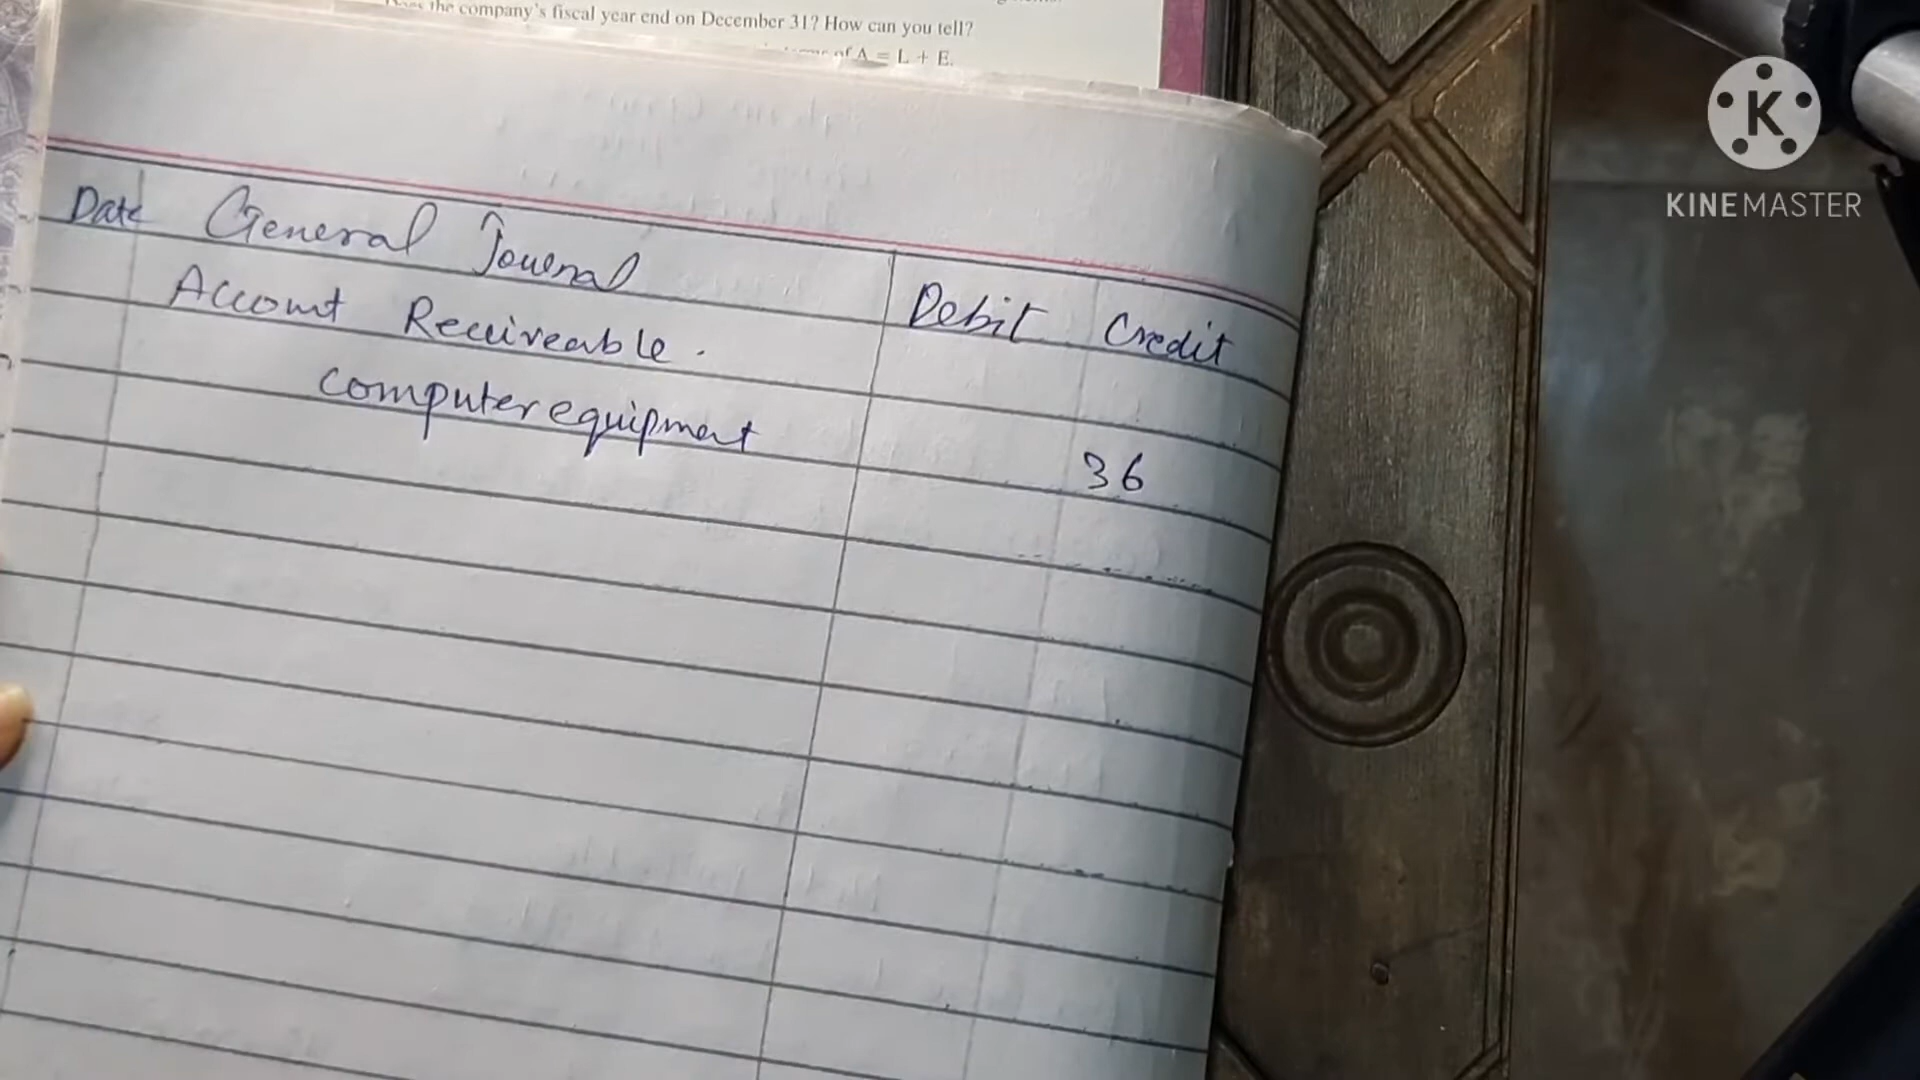 the company's fiscal year end on December 31? How can you tell?
of A = L + E.
Date General Journal Debit Credit
Account Receiveable.
computer equipment 36
K
KINEMASTER